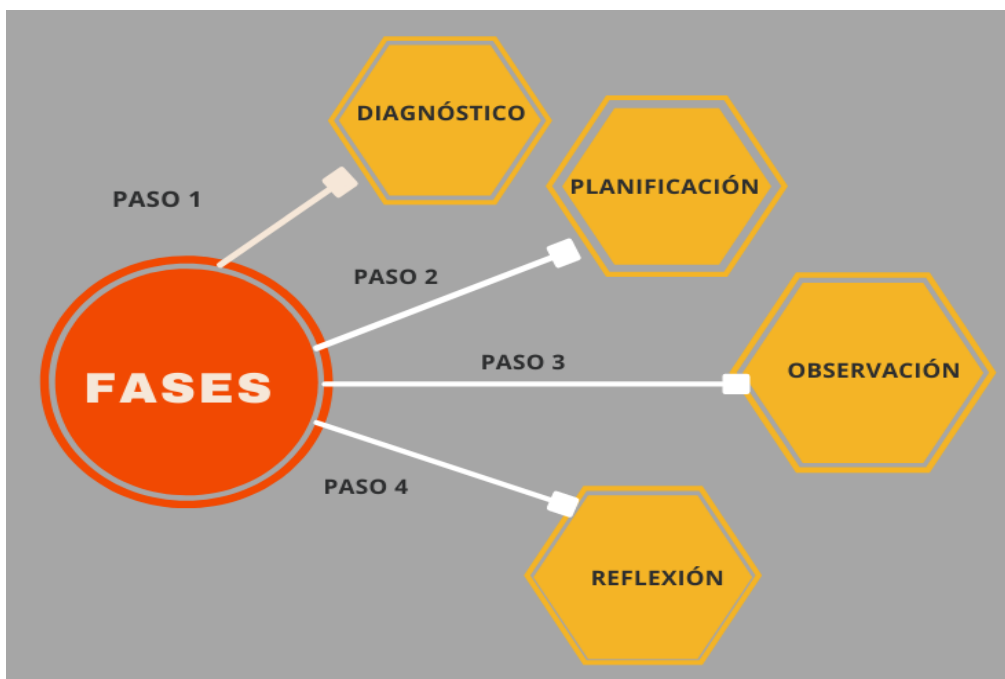 FASES
PASO 1
DIAGNÓSTICO
PASO 2
PLANIFICACIÓN
PASO 3
OBSERVACIÓN
PASO 4
REFLEXIÓN